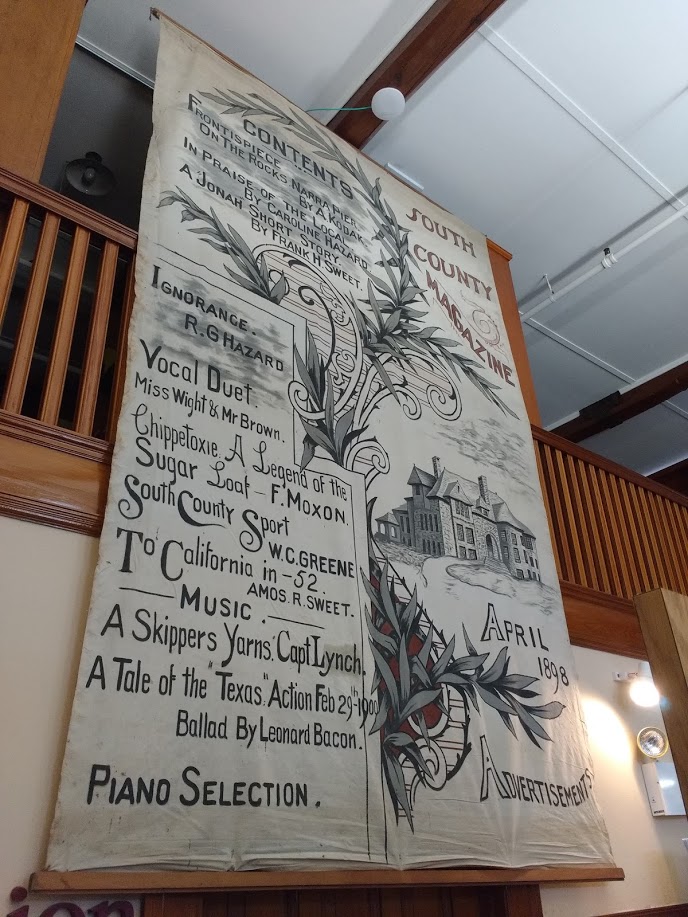 CONTENTS
FRONTISPIECE ...
ON THE ROCKS NARRA. PIER.
BY A. KODAK.
IN PRAISE OF THE LOCAL.
BY CAROLINE HAZARD.
A JONAH SHORT STORY.
BY FRANK H. SWEET.
IGNORANCE.
R.G HAZARD
VOCAL DUET.
MISS WIGHT & MR BROWN.
Chippetoxie, A Legend of the
Sugar Loaf – F. MOXON.
South County Sport
W.C. GREENE
To California in –52.
AMOS. R. SWEET.
MUSIC.
A Skippers Yarns, Capt Lynch.
A Tale of the "Texas," Action Feb 29th 1900
Ballad By Leonard Bacon.
PIANO SELECTION.
SOUTH
COUNTY
MAGAZINE
APRIL
1898
ADVERTISEMENTS
ion